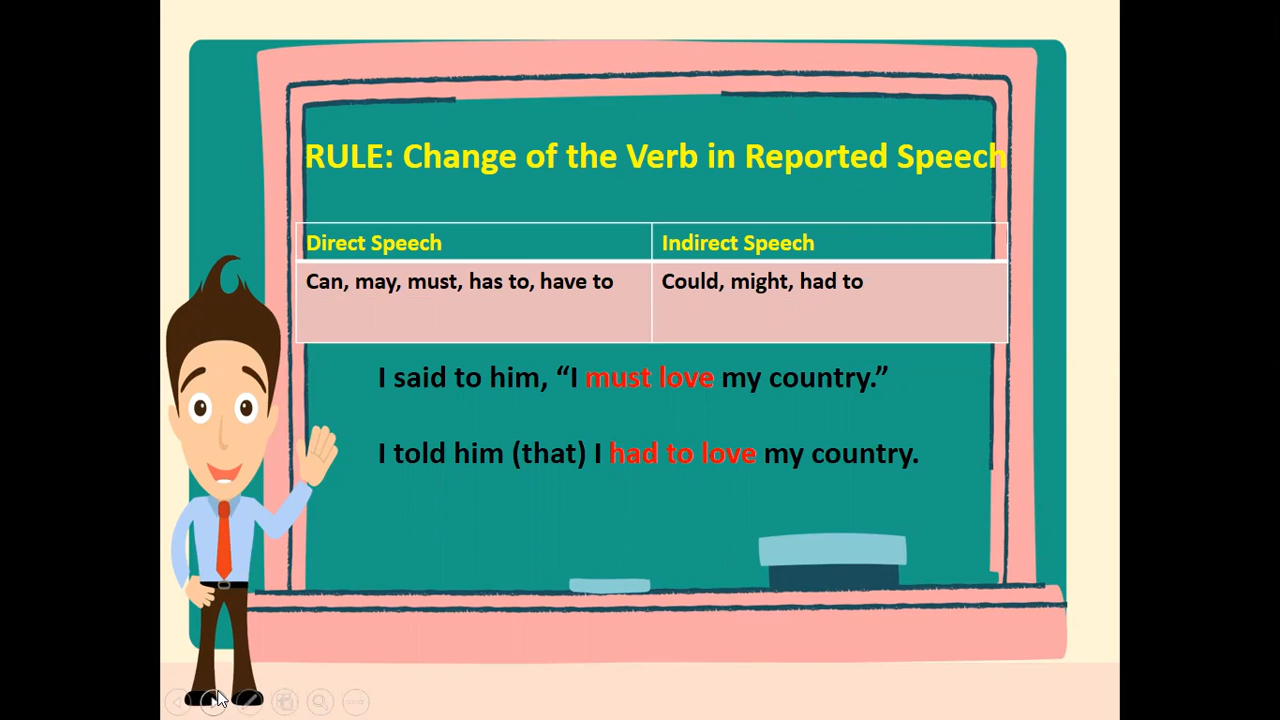 RULE: Change of the Verb in Reported Speech
Direct Speech
Indirect Speech
Can, may, must, has to, have to
Could, might, had to
I said to him, “I must love my country.”
I told him (that) I had to love my country.